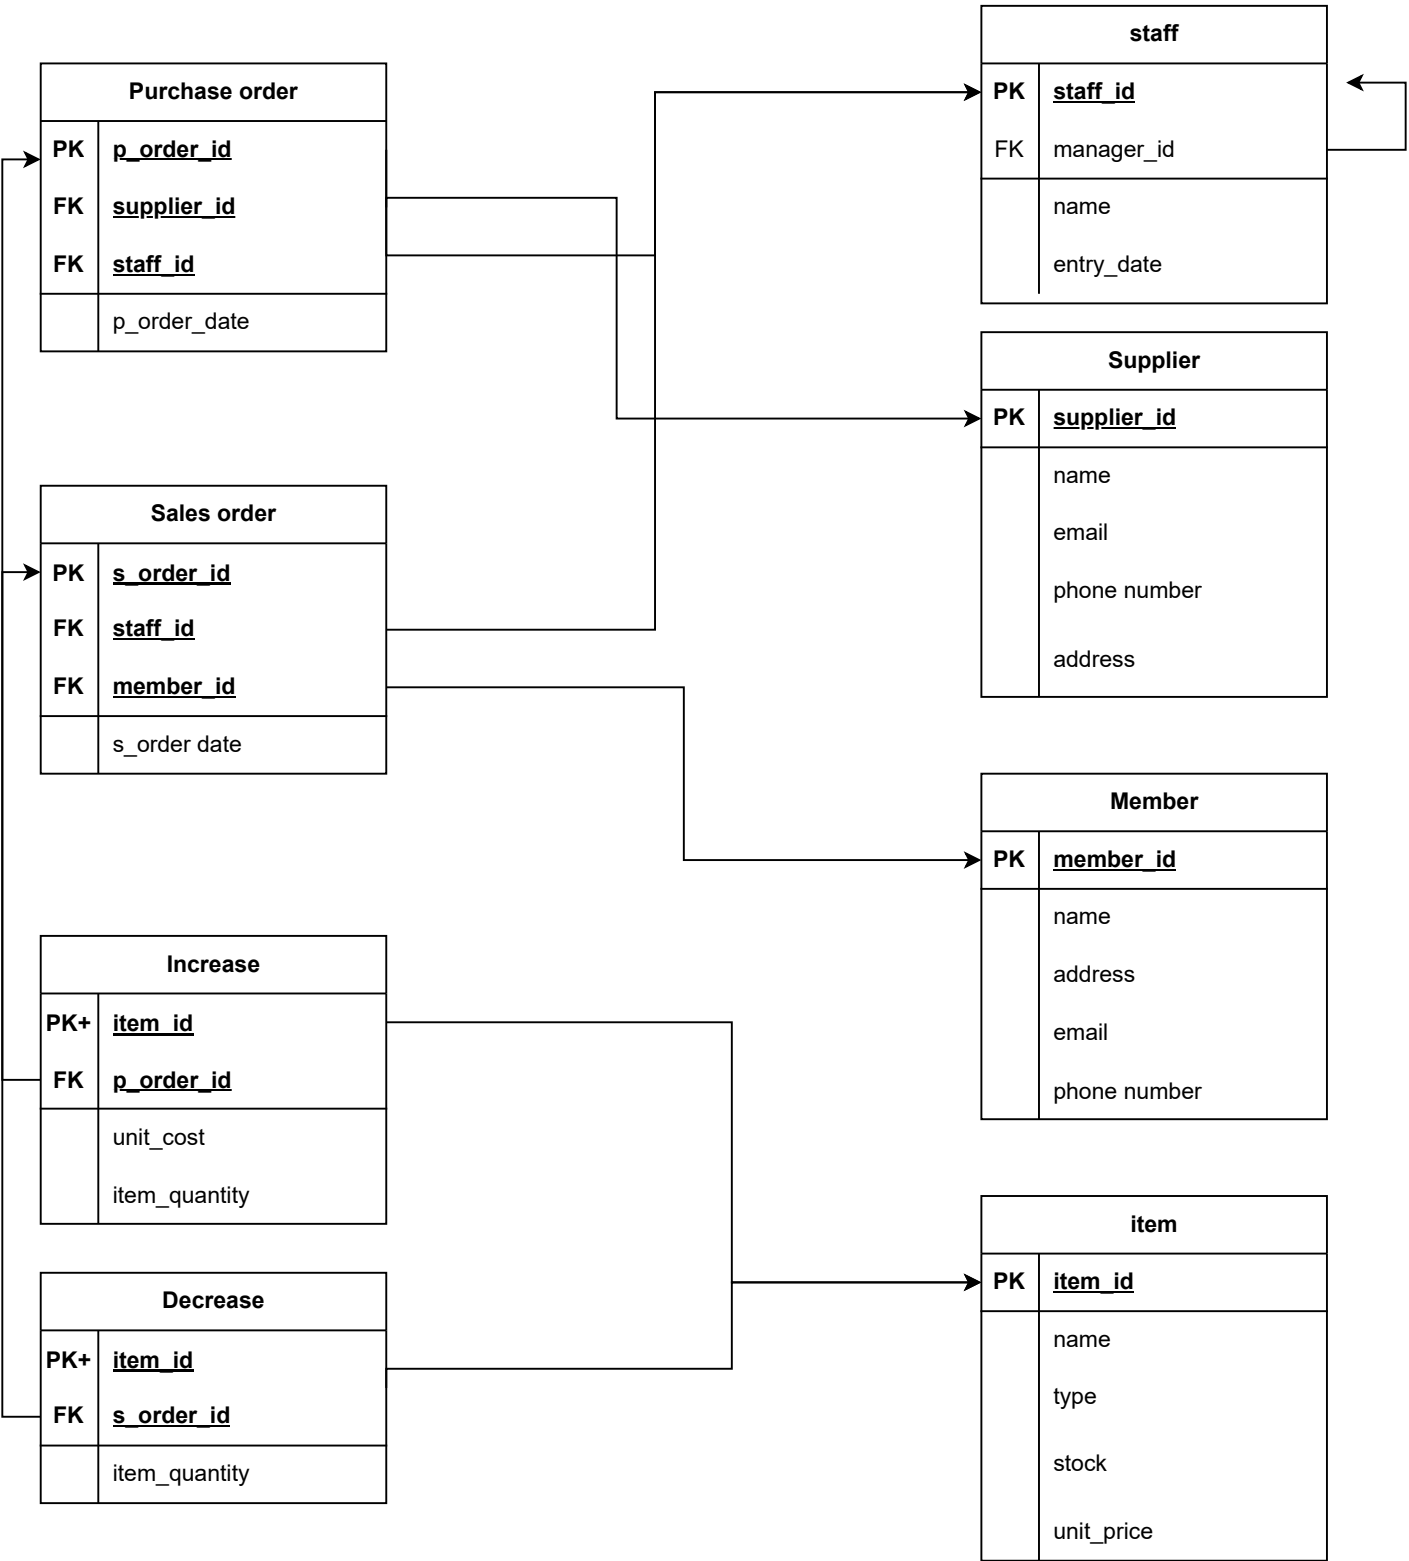 staff
PK staff_id
FK manager_id
name
entry_date
Purchase order
PK p_order_id
FK supplier_id
FK staff_id
p_order_date
Supplier
PK supplier_id
name
email
phone number
address
Sales order
PK s_order_id
FK staff_id
FK member_id
s_order date
Member
PK member_id
name
address
email
phone number
Increase
PK+ item_id
FK p_order_id
unit_cost
item_quantity
item
PK item_id
name
type
stock
unit_price
Decrease
PK+ item_id
FK s_order_id
item_quantity